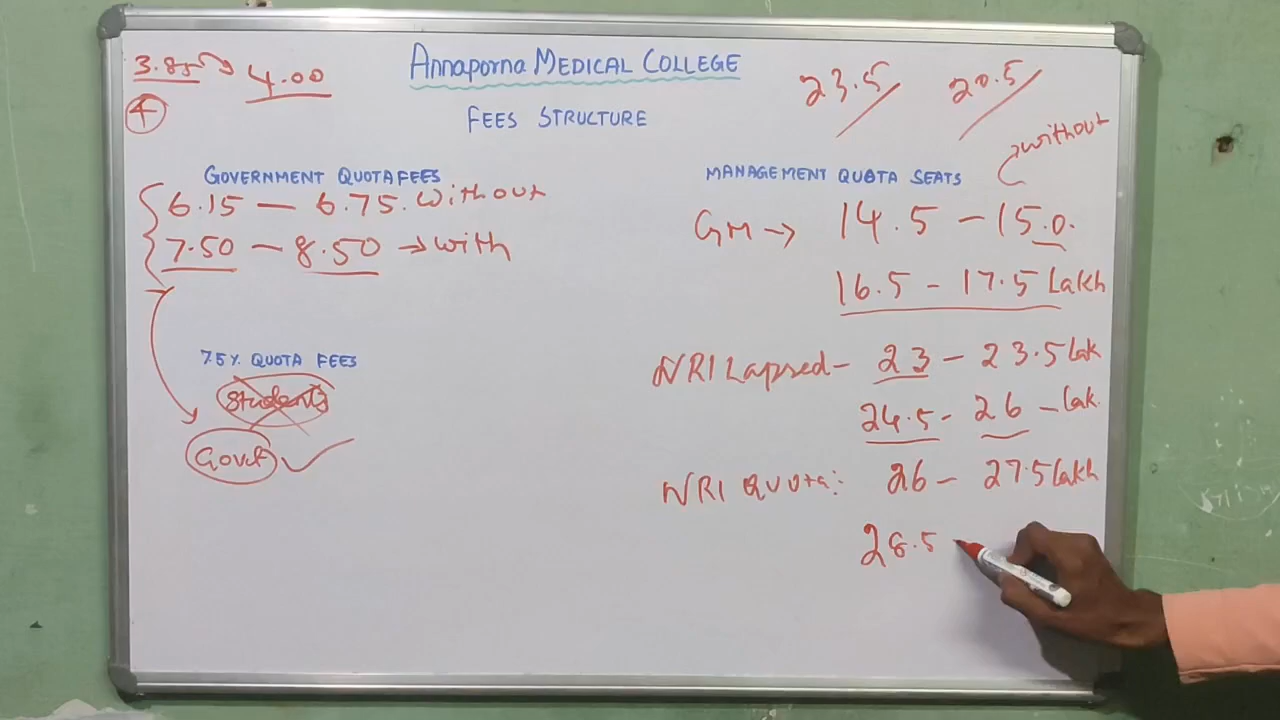 3.85 → 4.00
4
Annaporna MEDICAL COLLEGE
FEES STRUCTURE
23.5 20.5
without
GOVERNMENT QUOTA FEES
6.15 — 6.75. Without
7.50 — 8.50 → with
7.5% QUOTA FEES
Students
Govt ✓
MANAGEMENT QUOTA SEATS
GM → 14.5 – 15.0.
16.5 - 17.5 Lakh
NRI Lapsed – 23 – 23.5 lak
24.5 - 26 – lak.
NRI Quota: 26 – 27.5 lakh
28.5